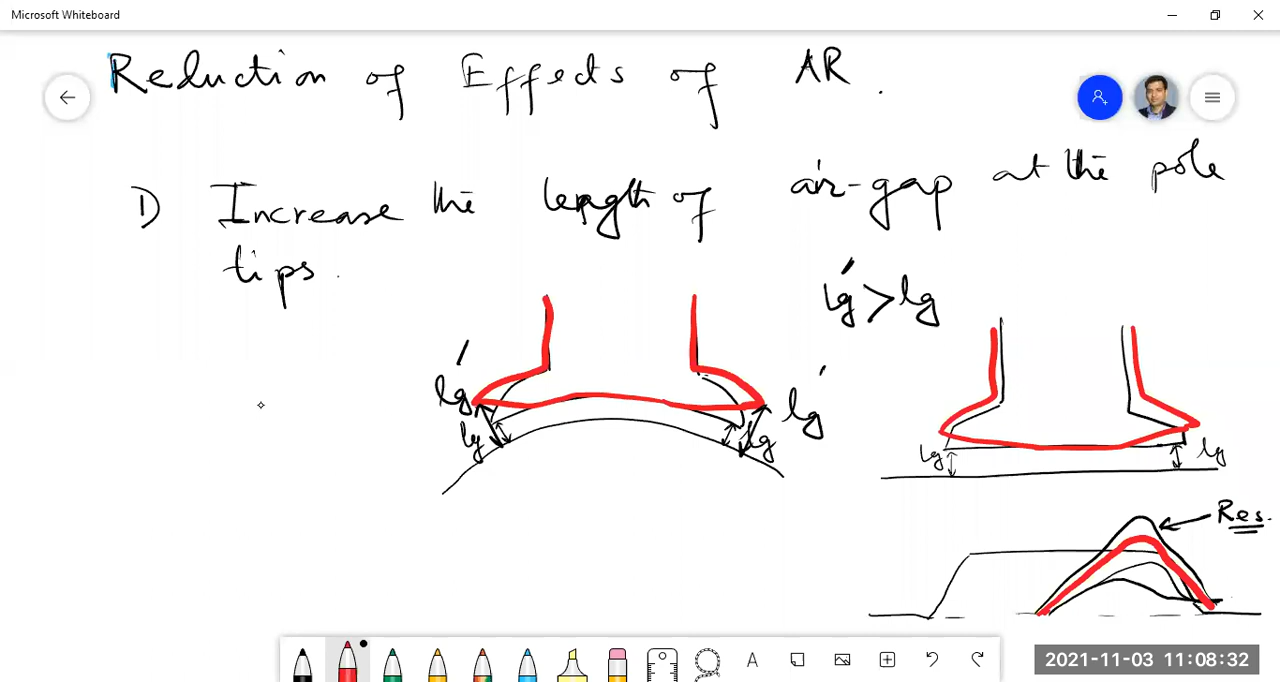 Microsoft Whiteboard
Reduction of Effects of AR.
1) Increase the length of air-gap at the pole
tips.
lg' > lg
lg'
lg'
lg
lg
lg
lg
Res.
A
2021-11-03 11:08:32